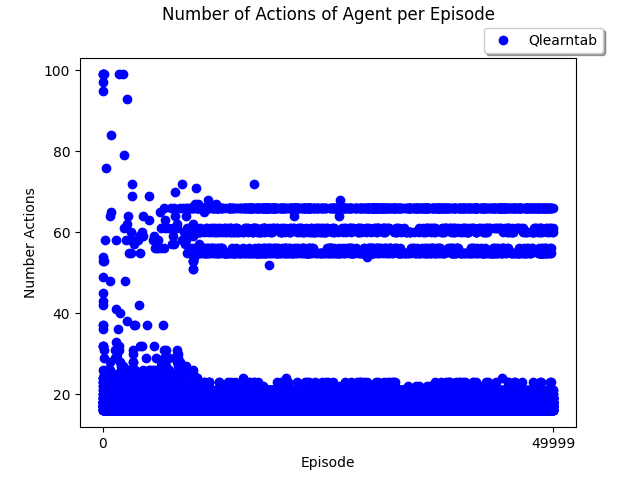 Number of Actions of Agent per Episode
Qlearntab
100
80
60
40
20
Number Actions
0
49999
Episode